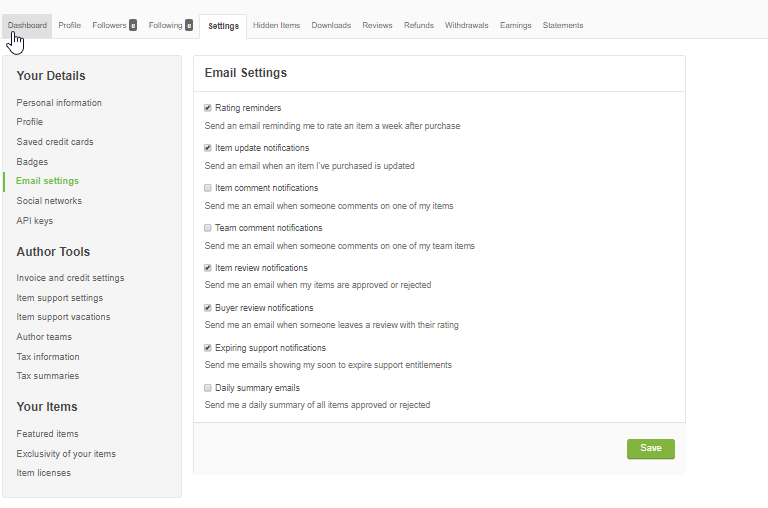 Dashboard Profile Followers 0 Following 0 Settings Hidden Items Downloads Reviews Refunds Withdrawals Earnings Statements
Your Details
Personal information
Profile
Saved credit cards
Badges
Email settings
Social networks
API keys
Author Tools
Invoice and credit settings
Item support settings
Item support vacations
Author teams
Tax information
Tax summaries
Your Items
Featured items
Exclusivity of your items
Item licenses
Email Settings
Rating reminders
Send an email reminding me to rate an item a week after purchase
Item update notifications
Send an email when an item I've purchased is updated
Item comment notifications
Send me an email when someone comments on one of my items
Team comment notifications
Send me an email when someone comments on one of my team items
Item review notifications
Send me an email when my items are approved or rejected
Buyer review notifications
Send me an email when someone leaves a review with their rating
Expiring support notifications
Send me emails showing my soon to expire support entitlements
Daily summary emails
Send me a daily summary of all items approved or rejected
Save